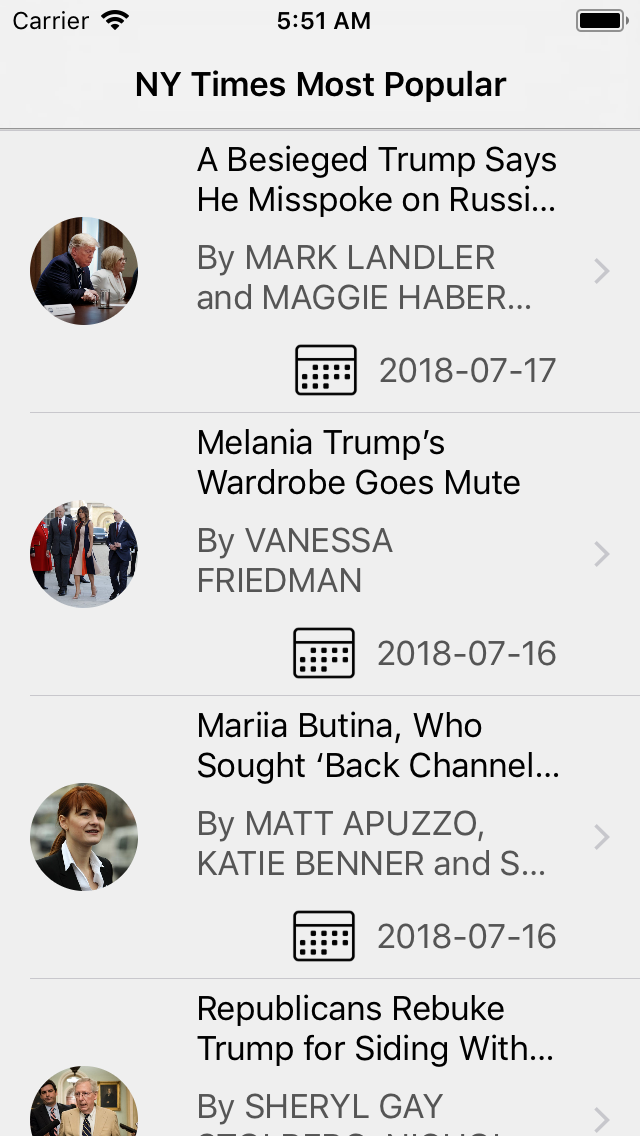 Carrier 5:51 AM
NY Times Most Popular
A Besieged Trump Says
He Misspoke on Russi...
By MARK LANDLER
and MAGGIE HABER...
2018-07-17
Melania Trump’s
Wardrobe Goes Mute
By VANESSA
FRIEDMAN
2018-07-16
Mariia Butina, Who
Sought ‘Back Channel...
By MATT APUZZO,
KATIE BENNER and S...
2018-07-16
Republicans Rebuke
Trump for Siding With...
By SHERYL GAY